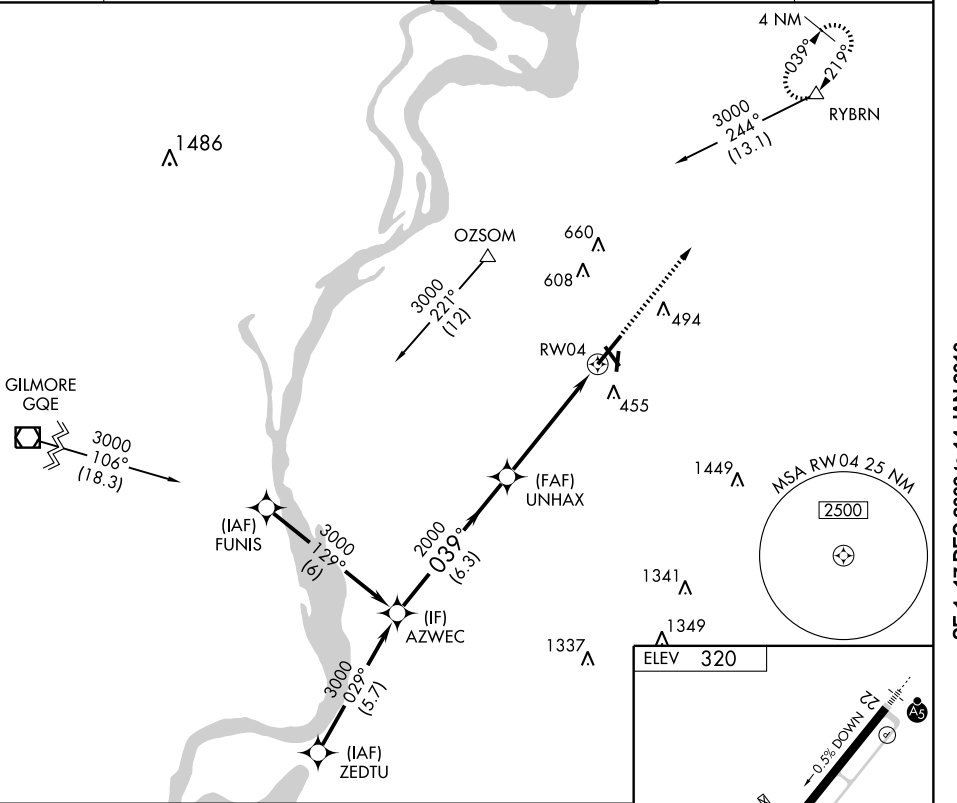 4 NM
039°
219°
RYBRN
3000
244°
(13.1)
1486
OZSOM
3000
221°
(12)
660
608
494
RW04
455
GILMORE
GQE
3000
106°
(18.3)
(IAF)
FUNIS
3000
129°
(6)
2000
039°
(6.3)
(FAF)
UNHAX
1449
MSA RW04 25 NM
2500
(IF)
AZWEC
1341
1349
1337
3000
029°
(5.7)
(IAF)
ZEDTU
ELEV 320
22
A5
P
0.5% DOWN